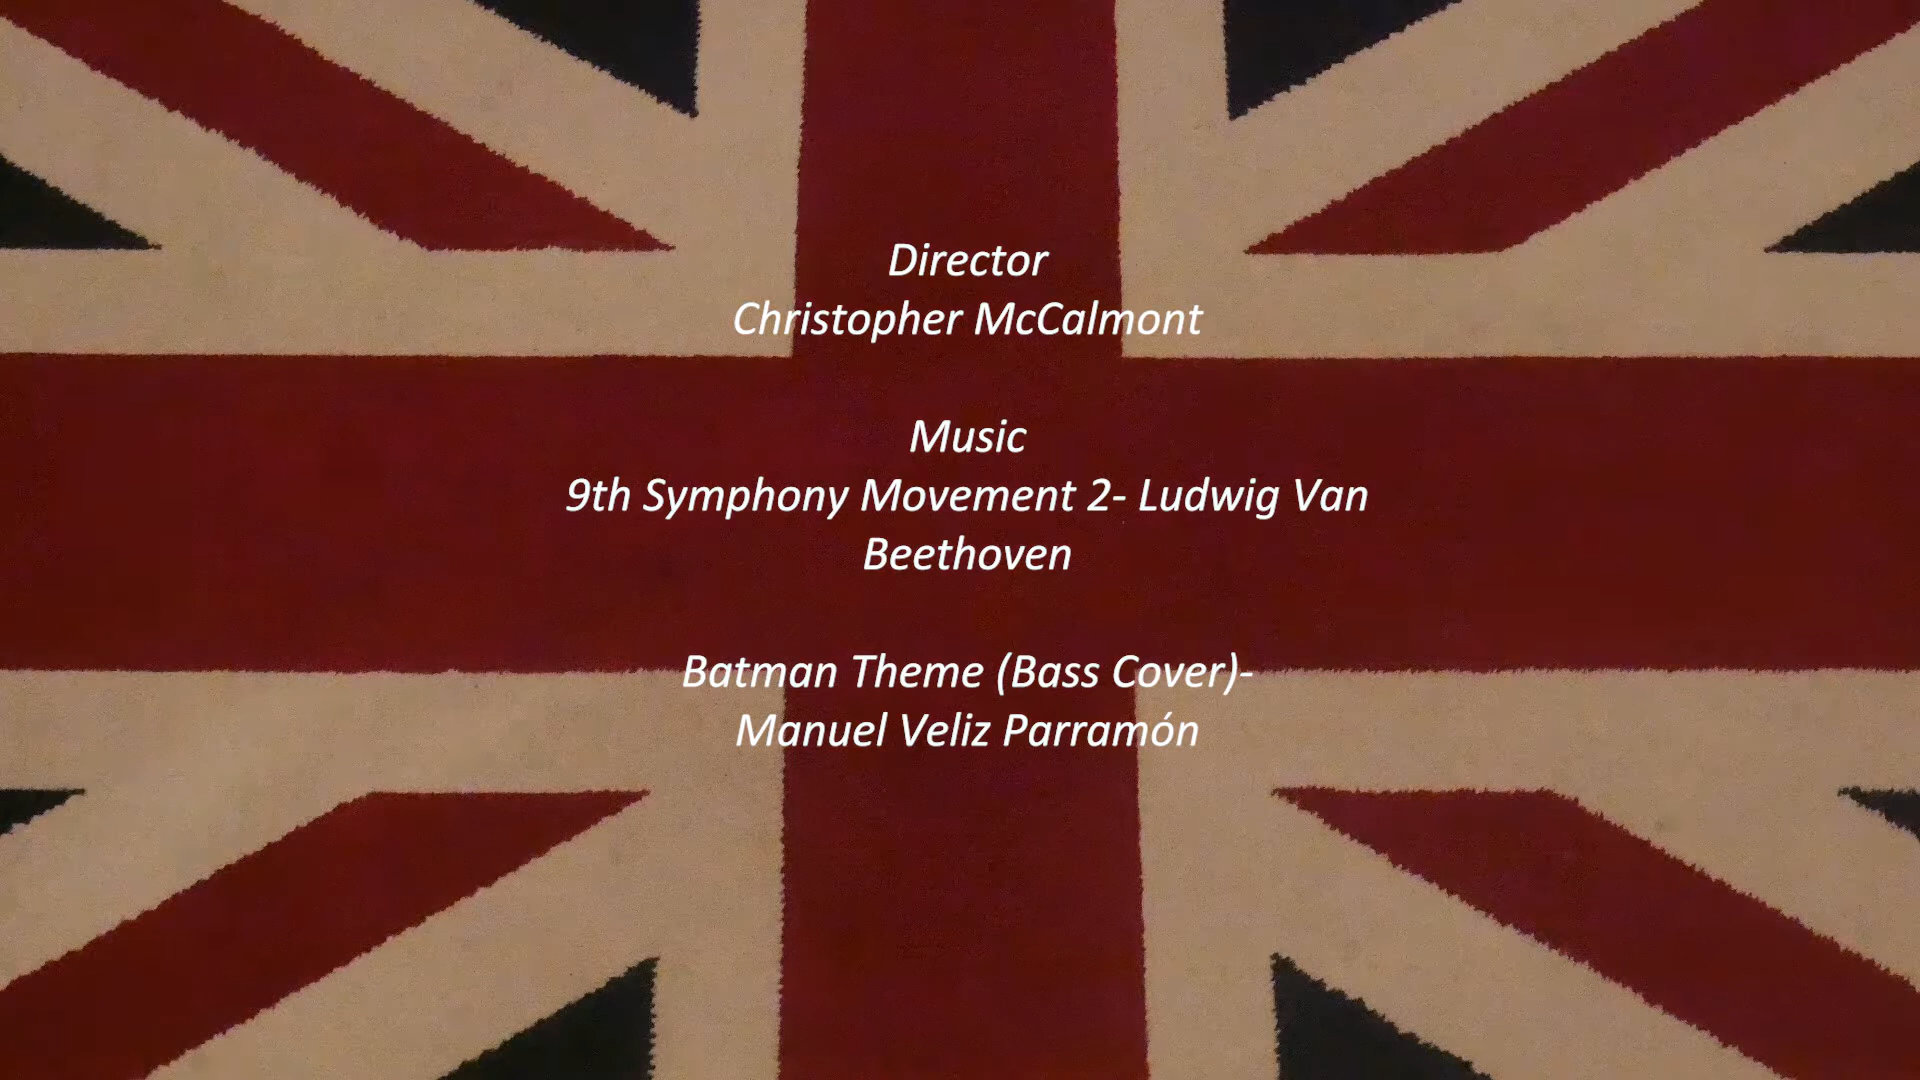 Director
Christopher McCalmont
Music
9th Symphony Movement 2- Ludwig Van
Beethoven
Batman Theme (Bass Cover)-
Manuel Veliz Parramón